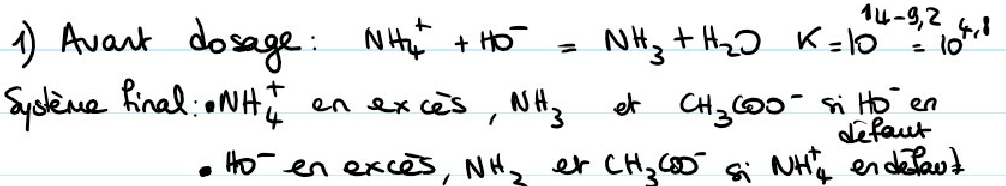 1) Avant dosage : NH₄⁺ + HO⁻ = NH₃ + H₂O K = 10^14-9,2 = 10^4,8
Système final : • NH₄⁺ en excès, NH₃ et CH₃COO⁻ si HO⁻ en défaut
• HO⁻ en excès, NH₃ et CH₃COO⁻ si NH₄⁺ en défaut